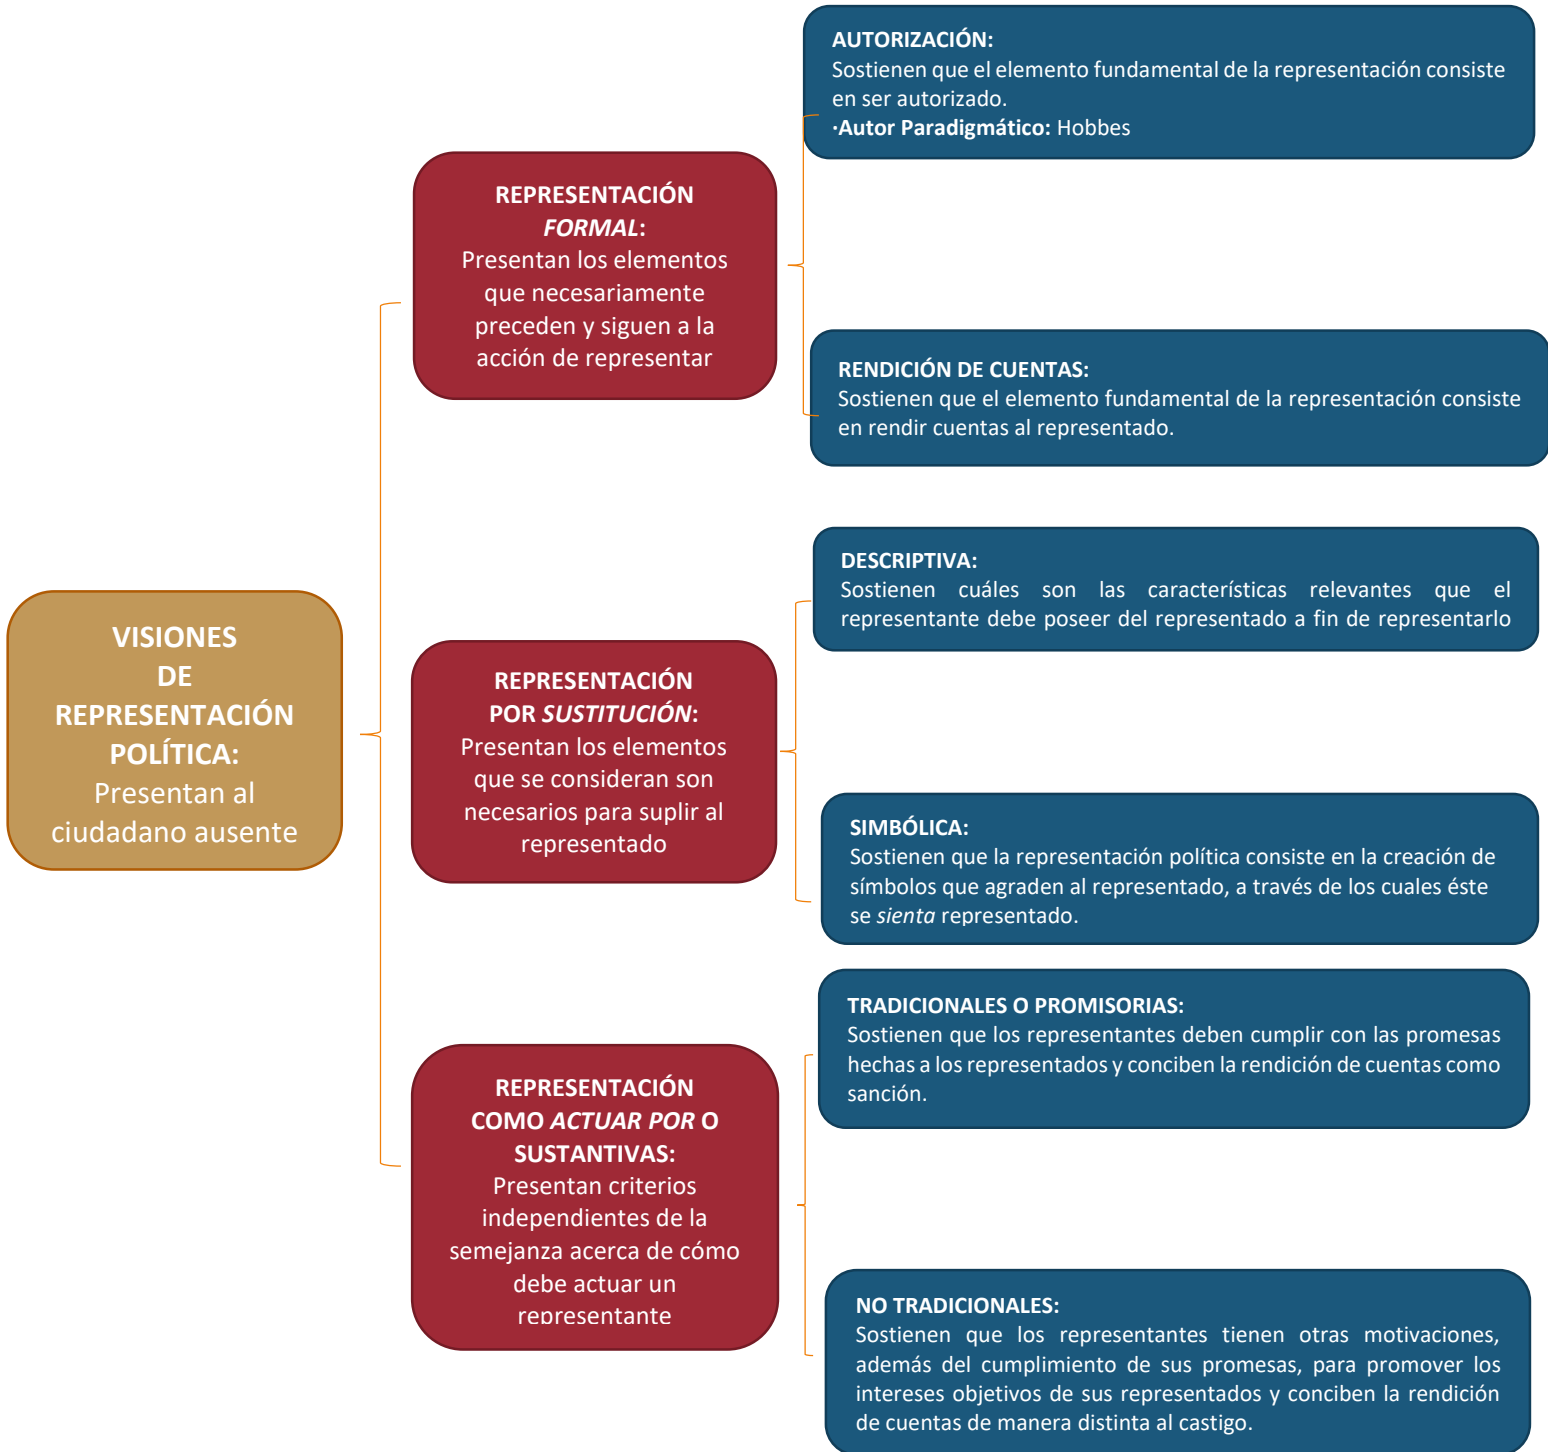 VISIONES
DE
REPRESENTACIÓN
POLÍTICA:
Presentan al
ciudadano ausente
REPRESENTACIÓN
FORMAL:
Presentan los elementos
que necesariamente
preceden y siguen a la
acción de representar
AUTORIZACIÓN:
Sostienen que el elemento fundamental de la representación consiste
en ser autorizado.
·Autor Paradigmático: Hobbes
RENDICIÓN DE CUENTAS:
Sostienen que el elemento fundamental de la representación consiste
en rendir cuentas al representado.
REPRESENTACIÓN
POR SUSTITUCIÓN:
Presentan los elementos
que se consideran son
necesarios para suplir al
representado
DESCRIPTIVA:
Sostienen cuáles son las características relevantes que el
representante debe poseer del representado a fin de representarlo
SIMBÓLICA:
Sostienen que la representación política consiste en la creación de
símbolos que agraden al representado, a través de los cuales éste
se sienta representado.
REPRESENTACIÓN
COMO ACTUAR POR O
SUSTANTIVAS:
Presentan criterios
independientes de la
semejanza acerca de cómo
debe actuar un
representante
TRADICIONALES O PROMISORIAS:
Sostienen que los representantes deben cumplir con las promesas
hechas a los representados y conciben la rendición de cuentas como
sanción.
NO TRADICIONALES:
Sostienen que los representantes tienen otras motivaciones,
además del cumplimiento de sus promesas, para promover los
intereses objetivos de sus representados y conciben la rendición
de cuentas de manera distinta al castigo.